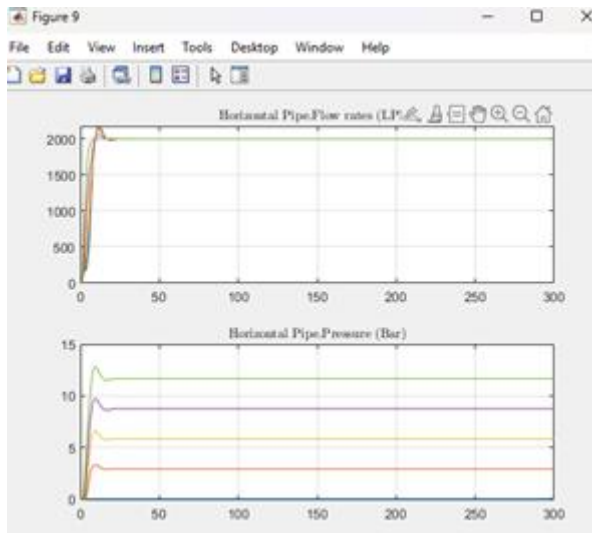 Figure 9
File Edit View Insert Tools Desktop Window Help
Horizontal Pipe.Flow rates (LP
2000
1500
1000
500
0
0 50 100 150 200 250 300
Horizontal Pipe.Pressure (Bar)
15
10
5
0
0 50 100 150 200 250 300